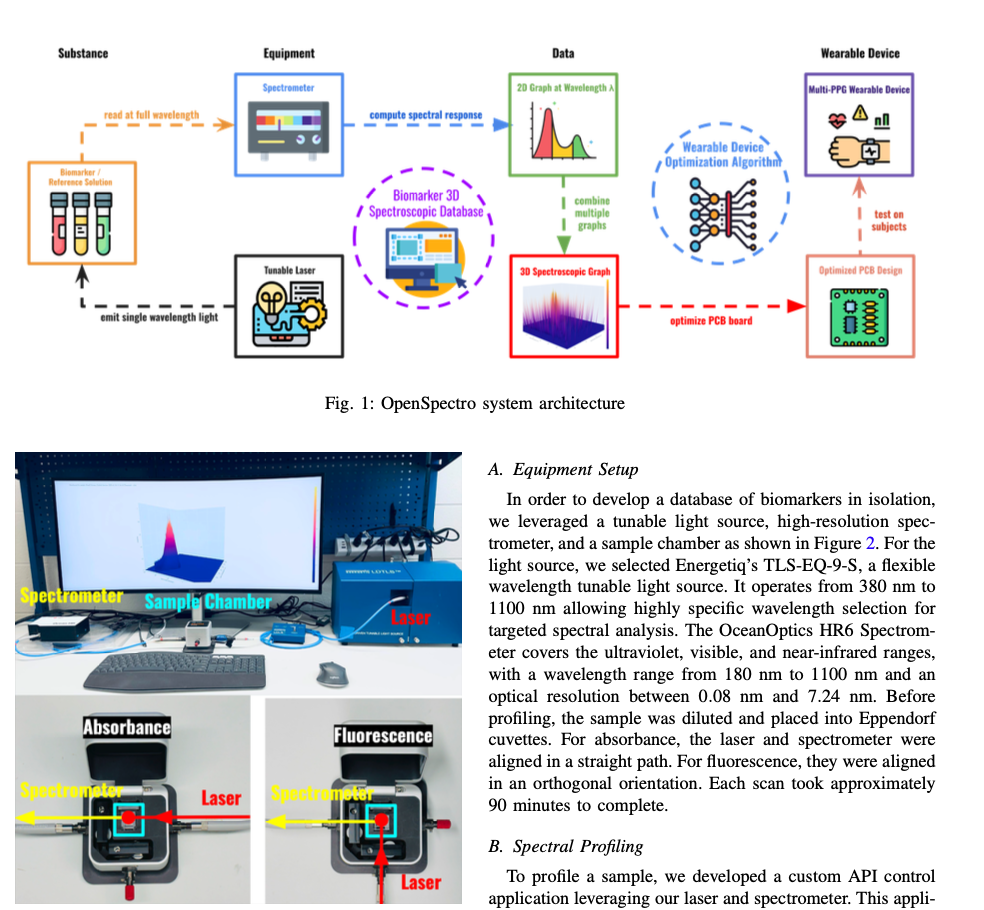 Substance
Equipment
Data
Wearable Device
Spectrometer
2D Graph at Wavelength λ
Multi-PPG Wearable Device
read at full wavelength
compute spectral response
Biomarker /
Reference Solution
Wearable Device
Optimization Algorithm
Biomarker 3D
Spectroscopic Database
combine
multiple
graphs
test on
subjects
Tunable Laser
3D Spectroscopic Graph
Optimized PCB Design
emit single wavelength light
optimize PCB board
Fig. 1: OpenSpectro system architecture
Spectrometer
Sample Chamber
Laser
Absorbance
Spectrometer
Laser
Fluorescence
Spectrometer
Laser
A. Equipment Setup
In order to develop a database of biomarkers in isolation,
we leveraged a tunable light source, high-resolution spec-
trometer, and a sample chamber as shown in Figure 2. For the
light source, we selected Energetiq's TLS-EQ-9-S, a flexible
wavelength tunable light source. It operates from 380 nm to
1100 nm allowing highly specific wavelength selection for
targeted spectral analysis. The OceanOptics HR6 Spectrom-
eter covers the ultraviolet, visible, and near-infrared ranges,
with a wavelength range from 180 nm to 1100 nm and an
optical resolution between 0.08 nm and 7.24 nm. Before
profiling, the sample was diluted and placed into Eppendorf
cuvettes. For absorbance, the laser and spectrometer were
aligned in a straight path. For fluorescence, they were aligned
in an orthogonal orientation. Each scan took approximately
90 minutes to complete.
B. Spectral Profiling
To profile a sample, we developed a custom API control
application leveraging our laser and spectrometer. This appli-